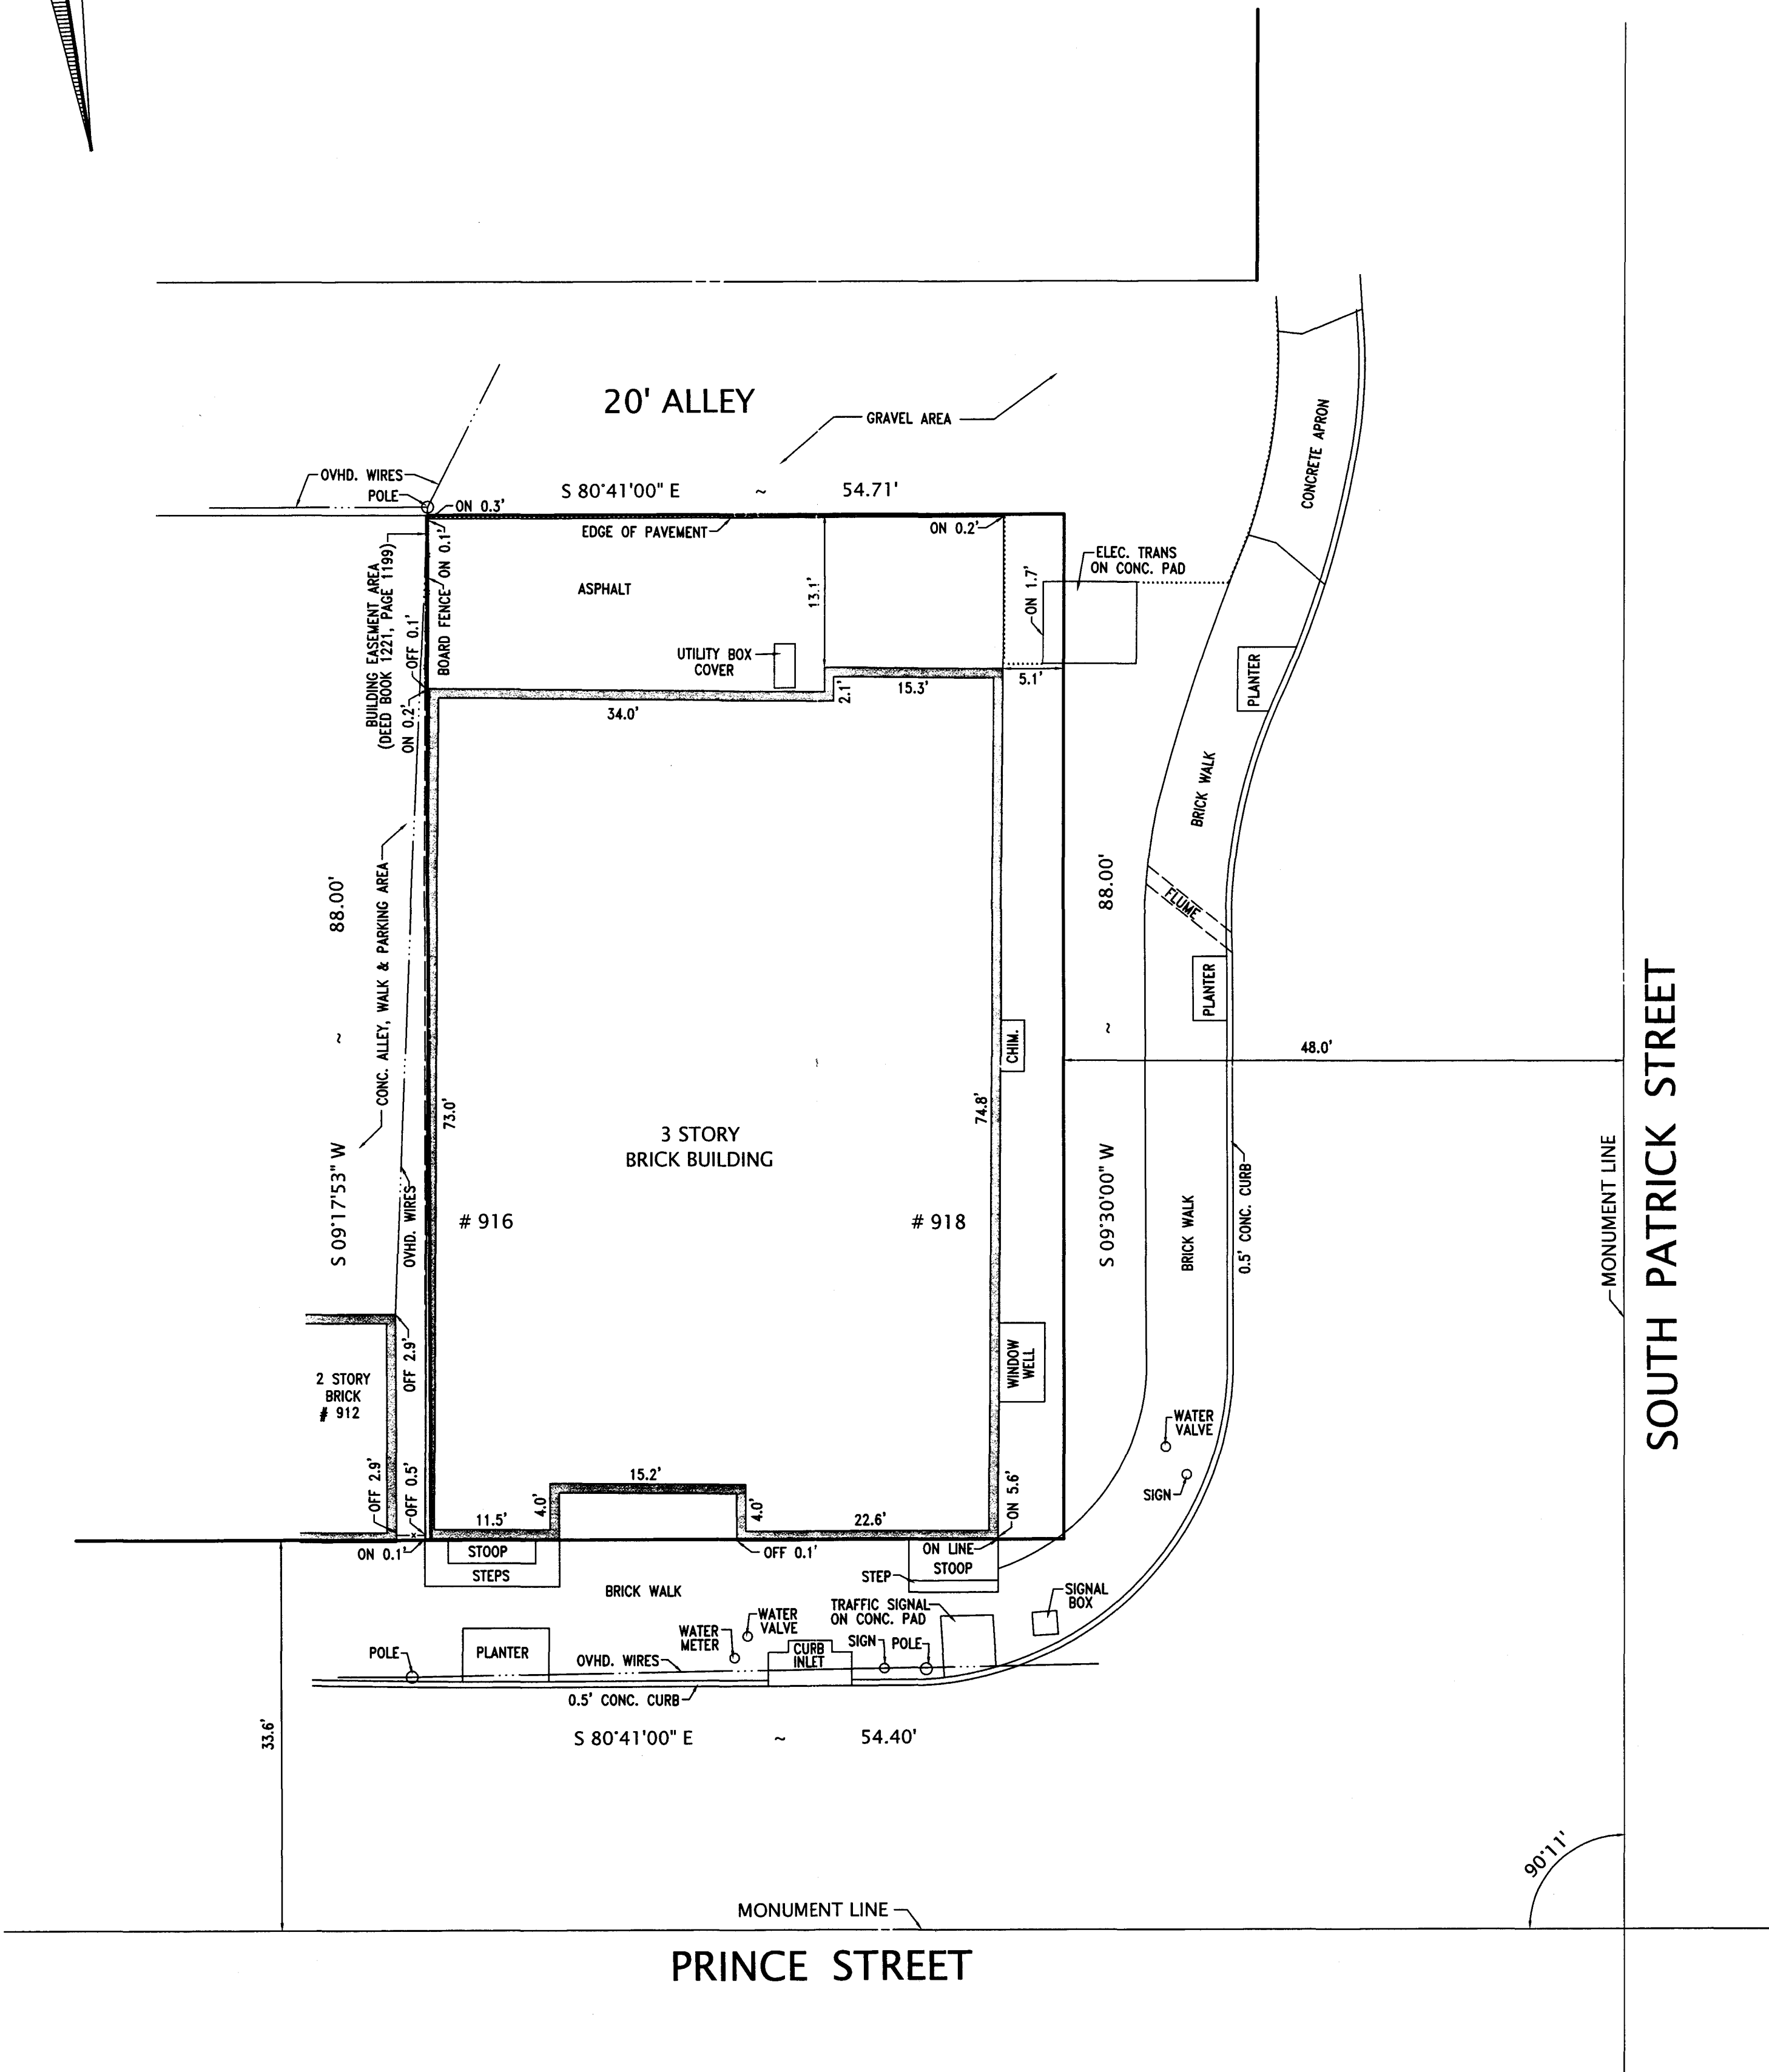 20' ALLEY
GRAVEL AREA
CONCRETE APRON
OVHD. WIRES
POLE
ON 0.3'
S 80°41'00" E ~ 54.71'
EDGE OF PAVEMENT
ON 0.2'
ELEC. TRANS
ON CONC. PAD
ON 1.7'
BUILDING EASEMENT AREA
(DEED BOOK 1221, PAGE 1199)
ON 0.1'
BOARD FENCE
OFF 0.1'
ON 0.2'
ASPHALT
13.1'
UTILITY BOX
COVER
34.0'
2.1'
15.3'
5.1'
PLANTER
BRICK WALK
FLUME
PLANTER
S 09°17'53" W ~ 88.00'
CONC. ALLEY, WALK & PARKING AREA
OVHD. WIRES
73.0'
3 STORY
BRICK BUILDING
# 916
# 918
74.8'
CHIM.
S 09°30'00" W ~ 88.00'
48.0'
BRICK WALK
0.5' CONC. CURB
MONUMENT LINE
SOUTH PATRICK STREET
2 STORY
BRICK
# 912
OFF 2.9'
OFF 2.9'
OFF 0.5'
WINDOW
WELL
WATER
VALVE
SIGN
15.2'
11.5'
4.0'
4.0'
22.6'
ON 5.6'
ON 0.1'
STOOP
STEPS
OFF 0.1'
ON LINE
STOOP
STEP
BRICK WALK
SIGNAL
BOX
TRAFFIC SIGNAL
ON CONC. PAD
WATER
VALVE
WATER
METER
POLE
PLANTER
OVHD. WIRES
CURB
INLET
SIGN
POLE
0.5' CONC. CURB
33.6'
S 80°41'00" E ~ 54.40'
90°11'
MONUMENT LINE
PRINCE STREET